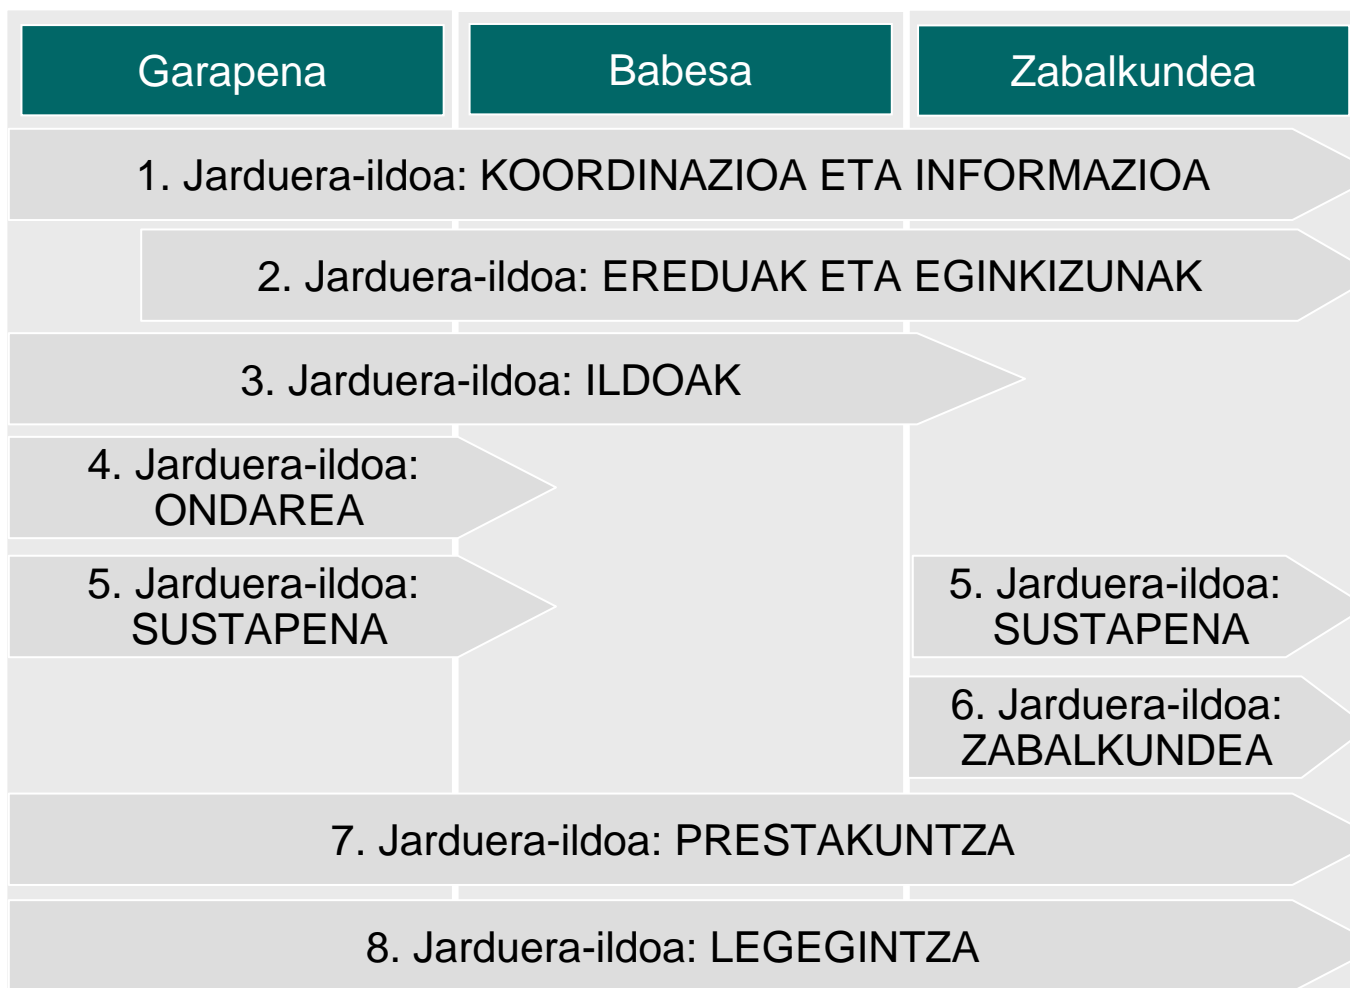 Garapena
Babesa
Zabalkundea
1. Jarduera-ildoa: KOORDINAZIOA ETA INFORMAZIOA
2. Jarduera-ildoa: EREDUAK ETA EGINKIZUNAK
3. Jarduera-ildoa: ILDOAK
4. Jarduera-ildoa:
ONDAREA
5. Jarduera-ildoa:
SUSTAPENA
5. Jarduera-ildoa:
SUSTAPENA
6. Jarduera-ildoa:
ZABALKUNDEA
7. Jarduera-ildoa: PRESTAKUNTZA
8. Jarduera-ildoa: LEGEGINTZA